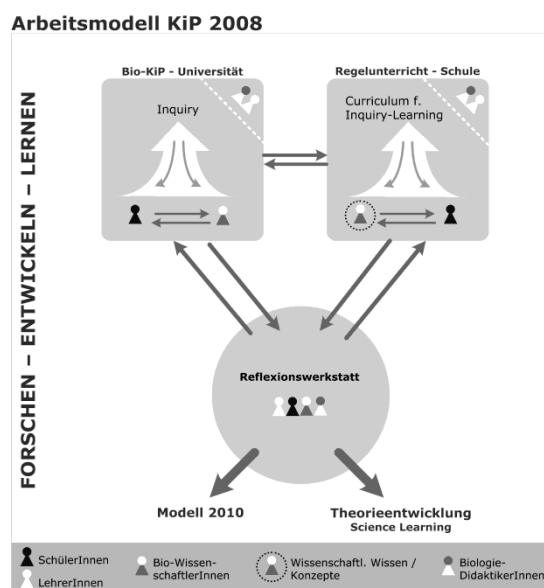 Arbeitsmodell KiP 2008
FORSCHEN – ENTWICKELN – LERNEN
Bio-KiP - Universität
Regelunterricht - Schule
Inquiry
Curriculum f.
Inquiry-Learning
Reflexionswerkstatt
Modell 2010
Theorieentwicklung
Science Learning
SchülerInnen
LehrerInnen
Bio-Wissen-
schaftlerInnen
Wissenschaftl. Wissen /
Konzepte
Biologie-
DidaktikerInnen